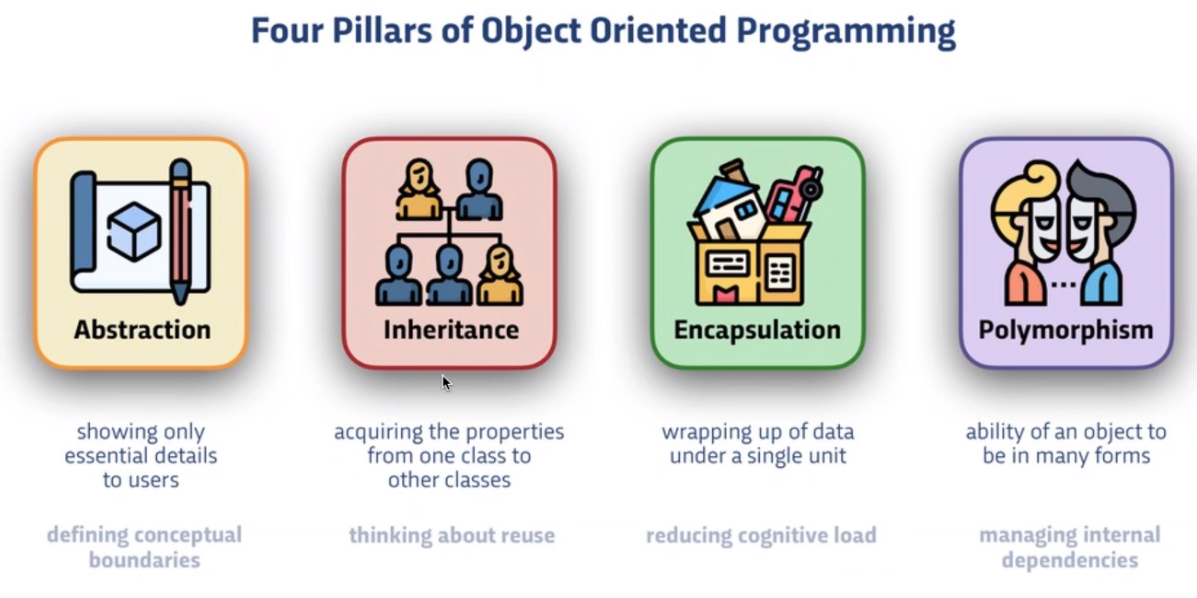 Four Pillars of Object Oriented Programming
Abstraction
Inheritance
Encapsulation
Polymorphism
showing only
essential details
to users
acquiring the properties
from one class to
other classes
wrapping up of data
under a single unit
ability of an object to
be in many forms
defining conceptual
boundaries
thinking about reuse
reducing cognitive load
managing internal
dependencies